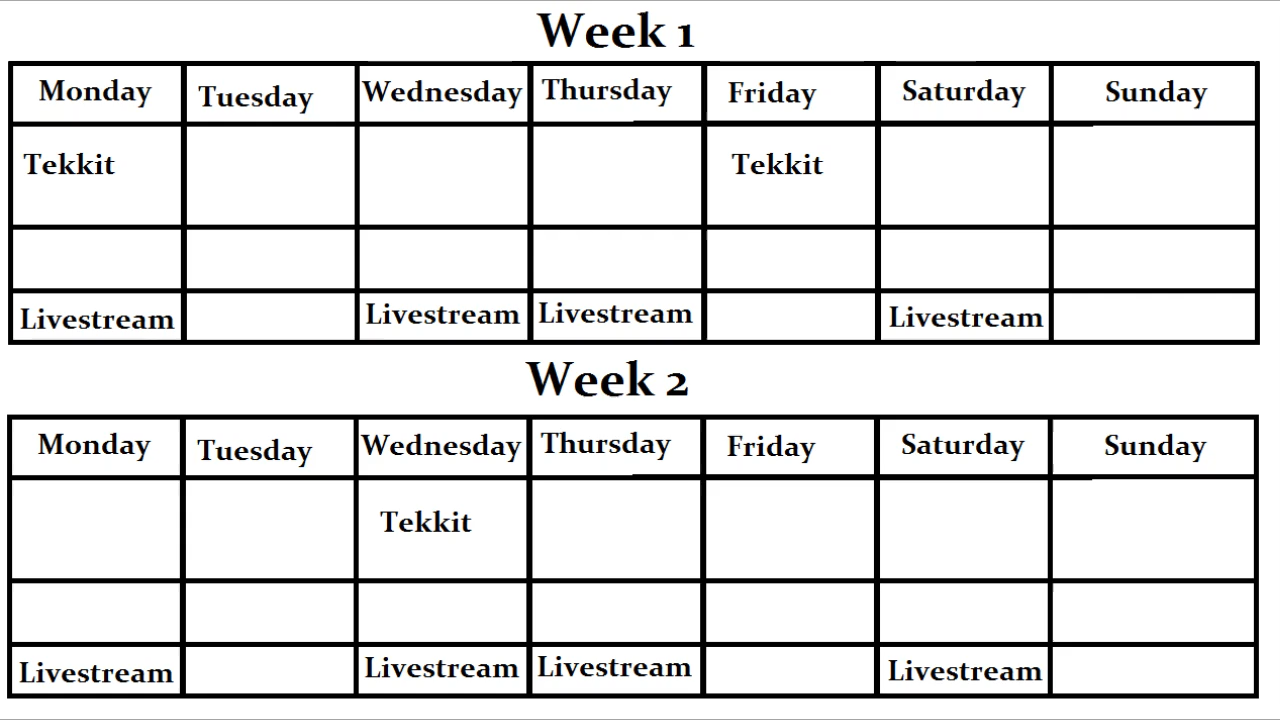 Week 1
Monday Tuesday Wednesday Thursday Friday Saturday Sunday
Tekkit Tekkit
Livestream Livestream Livestream Livestream
Week 2
Monday Tuesday Wednesday Thursday Friday Saturday Sunday
Tekkit
Livestream Livestream Livestream Livestream